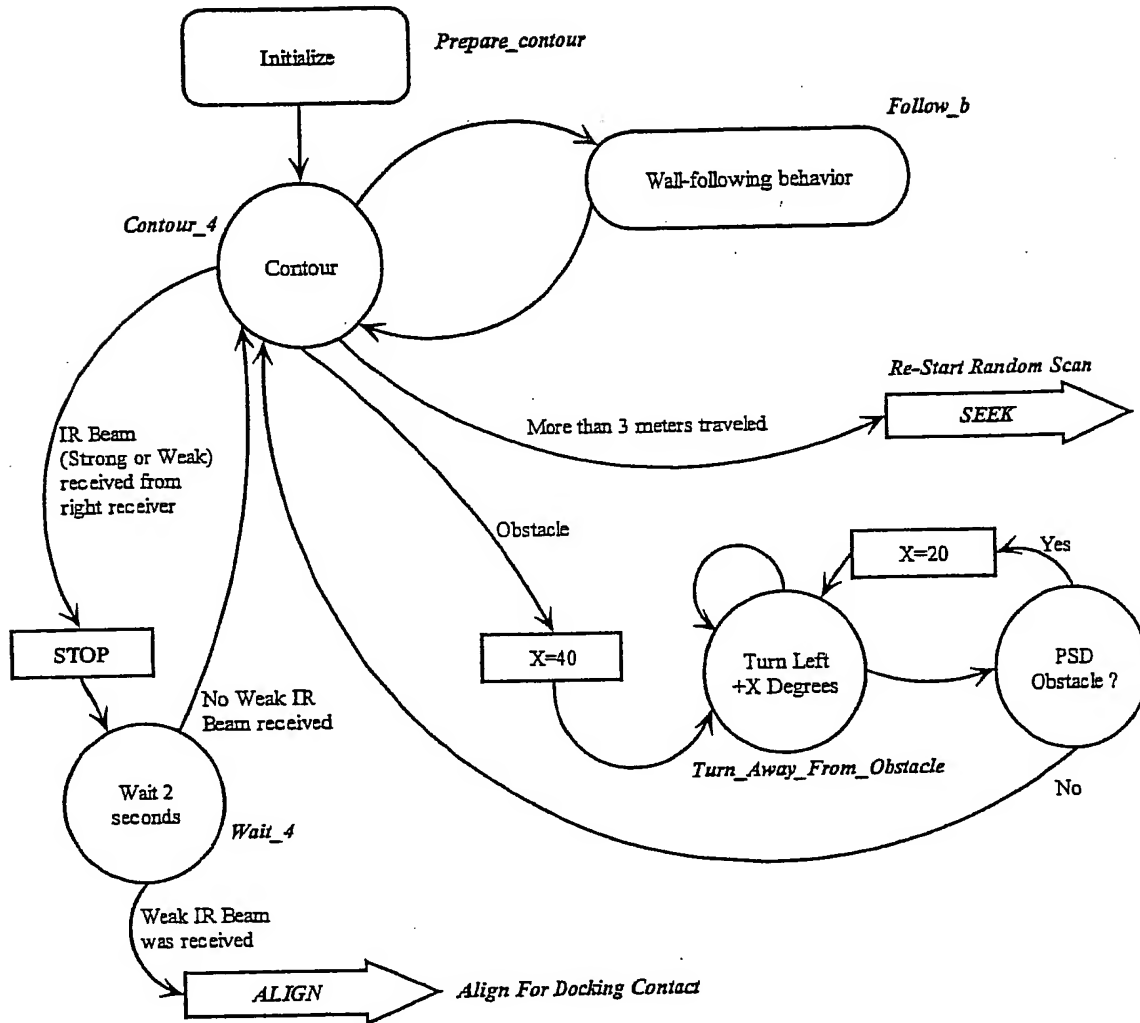 Initialize
Prepare_contour
Follow_b
Wall-following behavior
Contour_4
Contour
Re-Start Random Scan
SEEK
More than 3 meters traveled
IR Beam
(Strong or Weak)
received from
right receiver
Obstacle
X=20
Yes
STOP
X=40
Turn Left
+X Degrees
PSD
Obstacle ?
No Weak IR
Beam received
Turn_Away_From_Obstacle
No
Wait 2
seconds
Wait_4
Weak IR Beam
was received
ALIGN
Align For Docking Contact